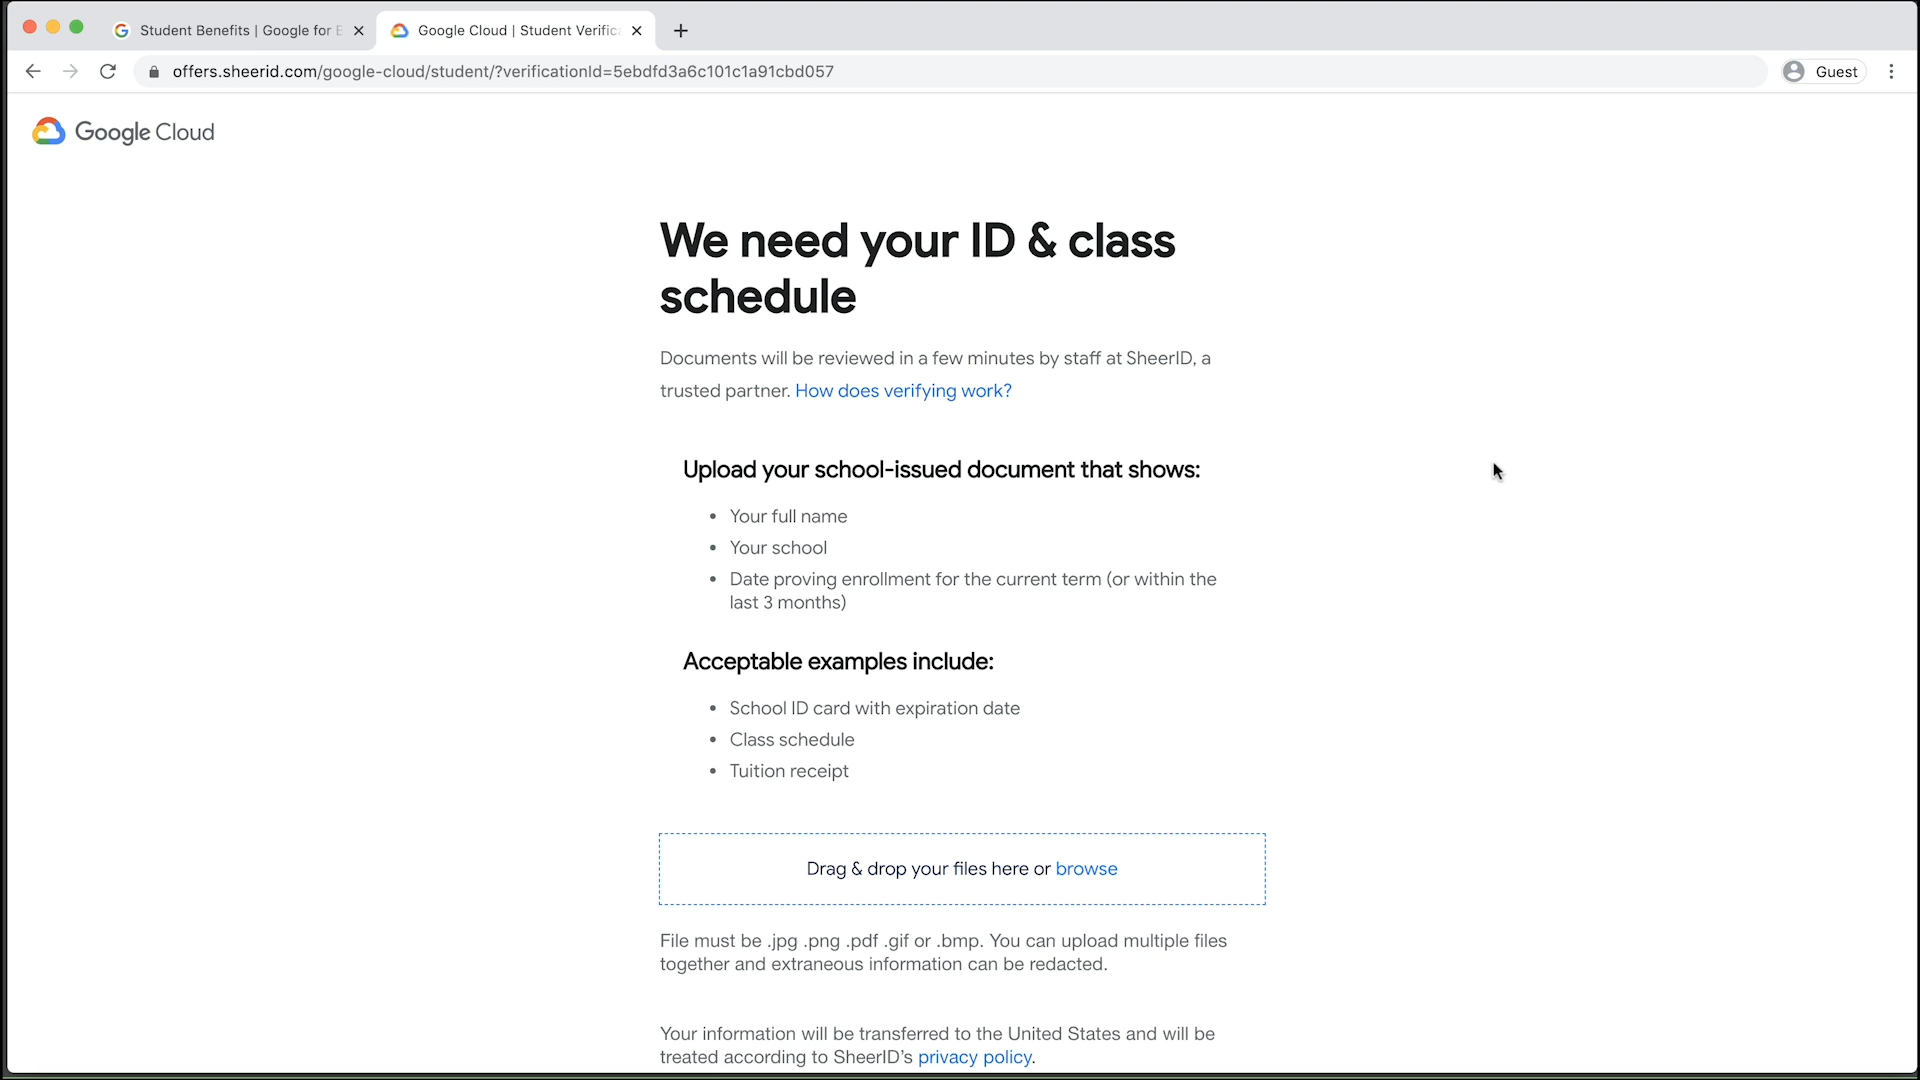 Student Benefits | Google for E
Google Cloud | Student Verific
offers.sheerid.com/google-cloud/student/?verificationId=5ebdfd3a6c101c1a91cbd057
Guest
Google Cloud
We need your ID & class
schedule
Documents will be reviewed in a few minutes by staff at SheerID, a
trusted partner. How does verifying work?
Upload your school-issued document that shows:
• Your full name
• Your school
• Date proving enrollment for the current term (or within the
last 3 months)
Acceptable examples include:
• School ID card with expiration date
• Class schedule
• Tuition receipt
Drag & drop your files here or browse
File must be .jpg .png .pdf .gif or .bmp. You can upload multiple files
together and extraneous information can be redacted.
Your information will be transferred to the United States and will be
treated according to SheerID’s privacy policy.